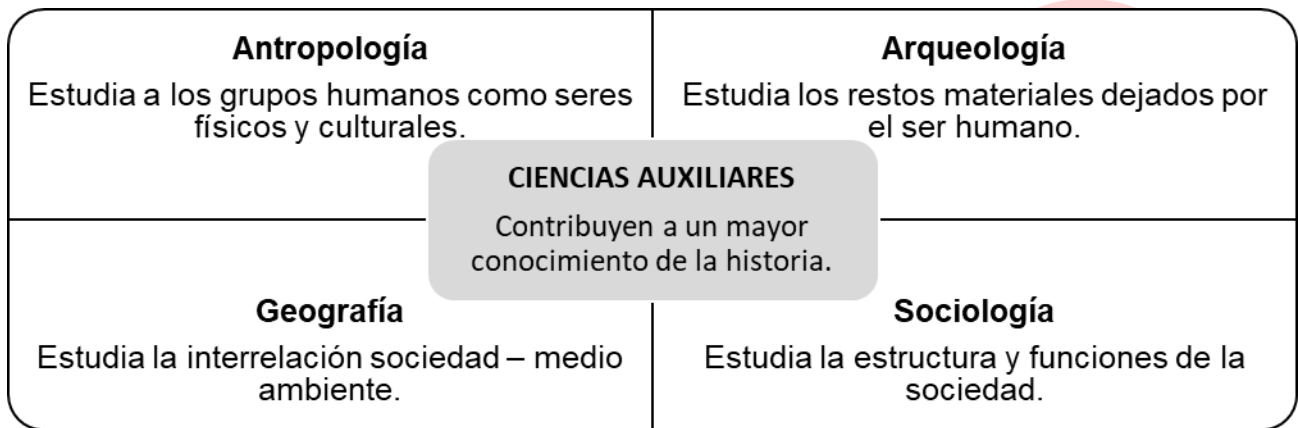 Antropología
Estudia a los grupos humanos como seres
físicos y culturales.
Arqueología
Estudia los restos materiales dejados por
el ser humano.
CIENCIAS AUXILIARES
Contribuyen a un mayor
conocimiento de la historia.
Geografía
Estudia la interrelación sociedad – medio
ambiente.
Sociología
Estudia la estructura y funciones de la
sociedad.